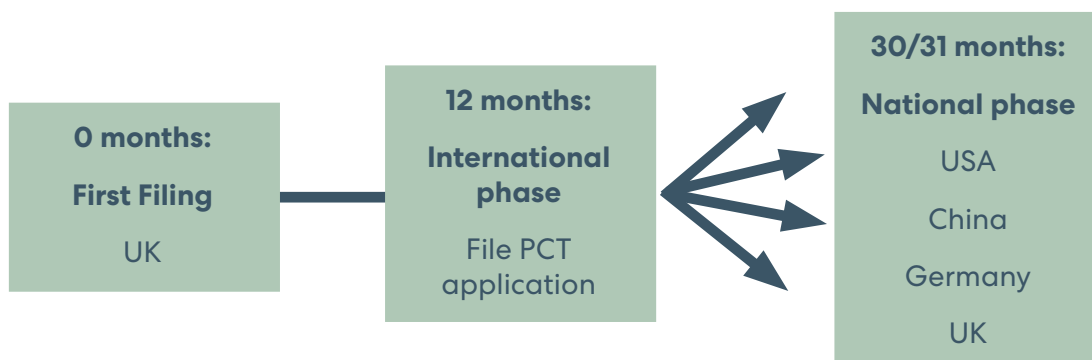 0 months:
First Filing
UK
12 months:
International
phase
File PCT
application
30/31 months:
National phase
USA
China
Germany
UK